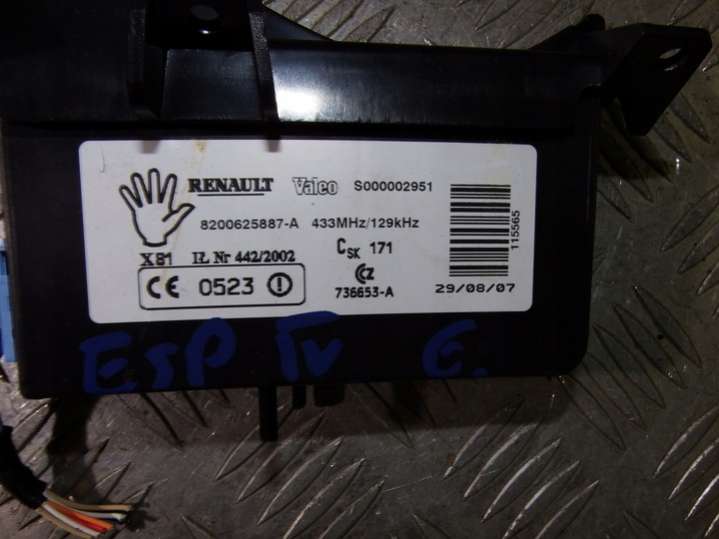 RENAULT Valeo S000002951
8200625887-A 433MHz/129kHz
X81 IL Nr 442/2002 CSK 171
CE 0523
736653-A
115565
29/08/07
ESP IV E.